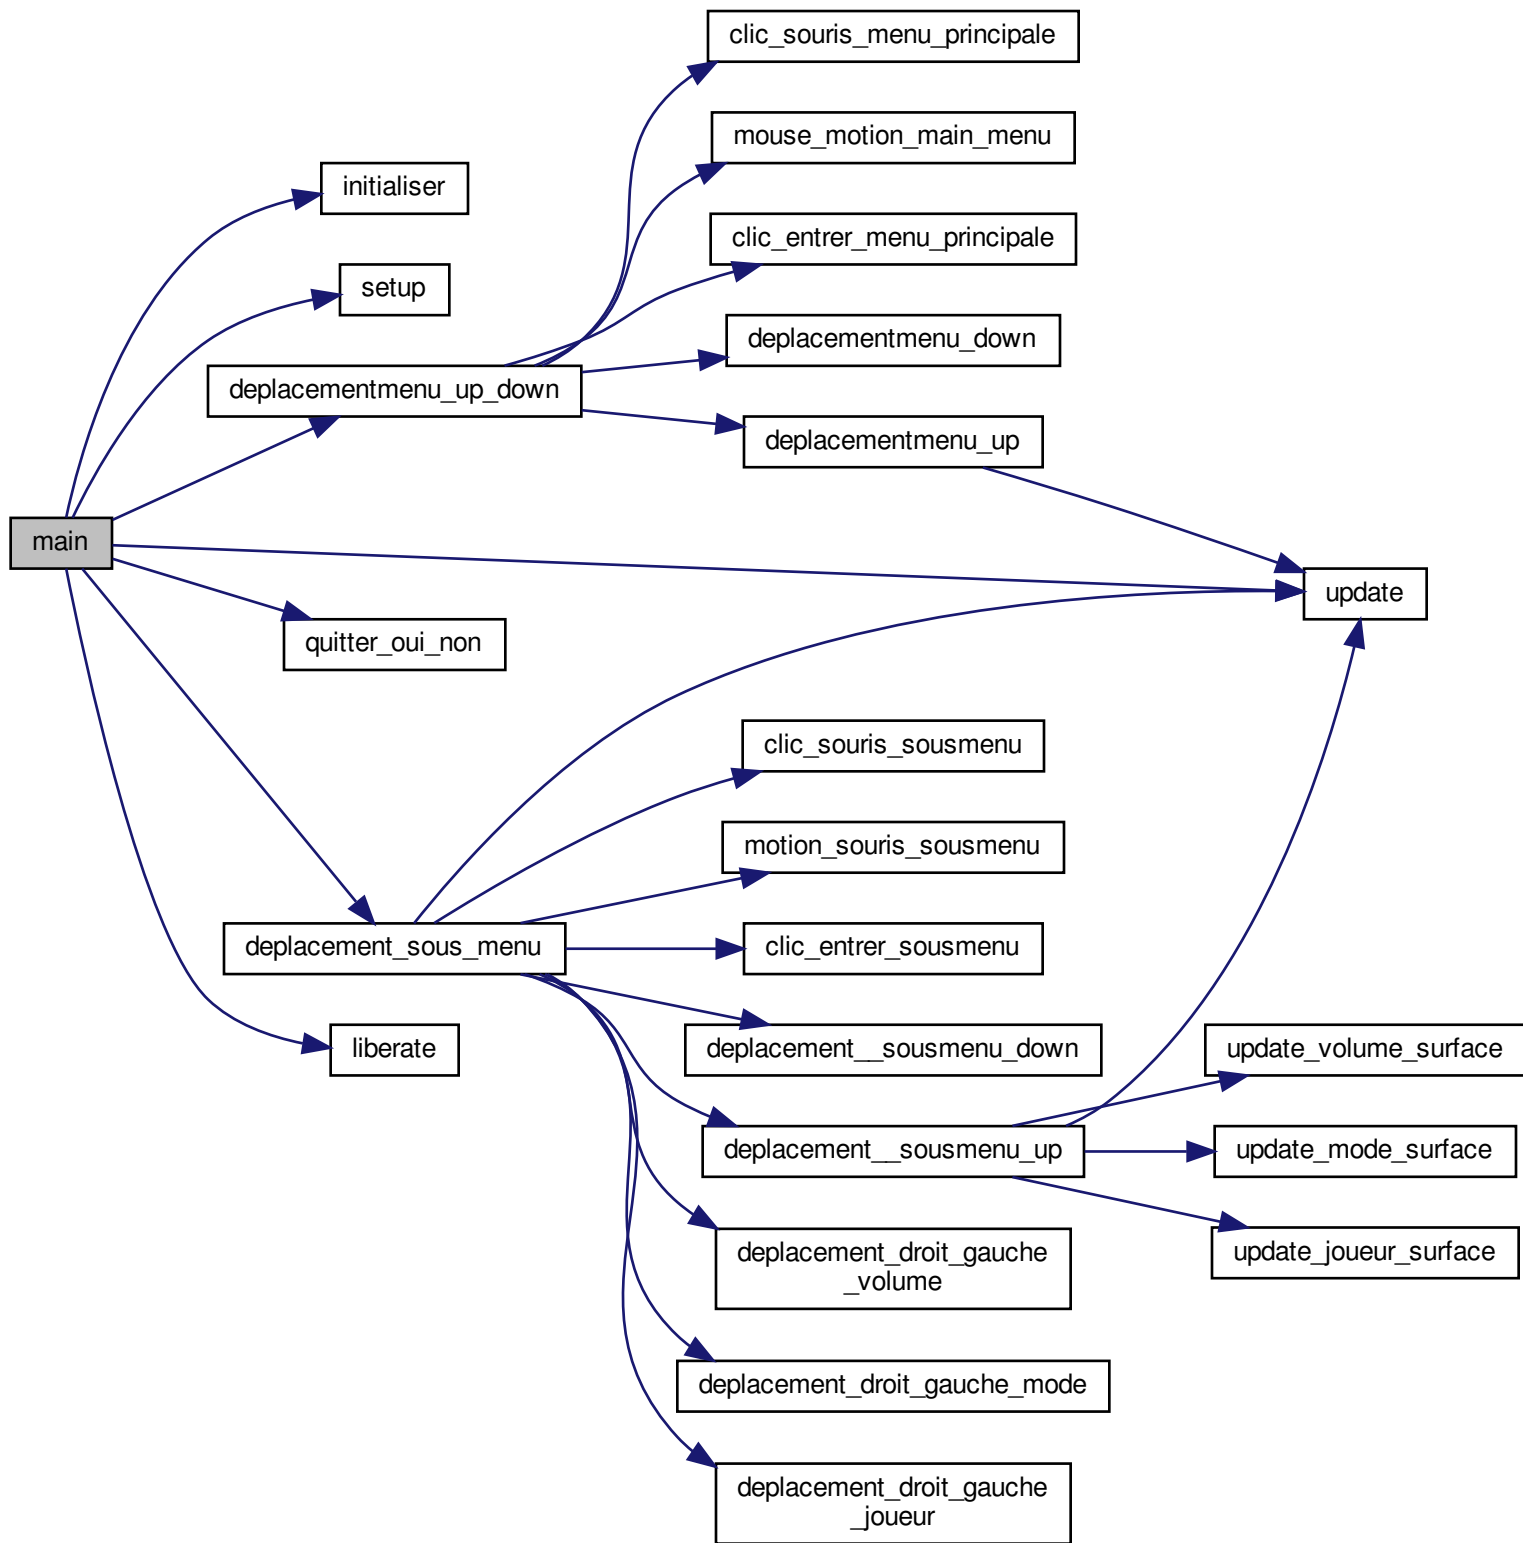 clic_souris_menu_principale
mouse_motion_main_menu
initialiser
clic_entrer_menu_principale
setup
deplacementmenu_down
deplacementmenu_up_down
deplacementmenu_up
main
update
quitter_oui_non
clic_souris_sousmenu
motion_souris_sousmenu
deplacement_sous_menu
clic_entrer_sousmenu
liberate
deplacement__sousmenu_down
update_volume_surface
deplacement__sousmenu_up
update_mode_surface
deplacement_droit_gauche
_volume
update_joueur_surface
deplacement_droit_gauche_mode
deplacement_droit_gauche
_joueur